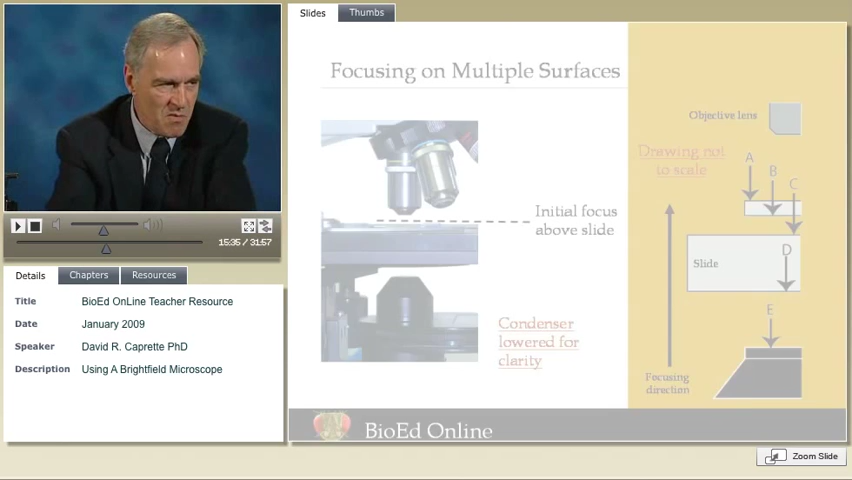 Slides
Thumbs
Focusing on Multiple Surfaces
Objective lens
Drawing not
to scale
A
B
C
Initial focus
above slide
Slide
D
E
Condenser
lowered for
clarity
Focusing
direction
BioEd Online
15:35 / 31:57
Details
Chapters
Resources
Title BioEd OnLine Teacher Resource
Date January 2009
Speaker David R. Caprette PhD
Description Using A Brightfield Microscope
Zoom Slide